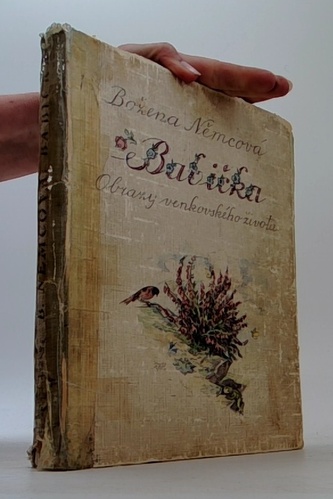 Božena Němcová
Babička
Obrazy venkovského života